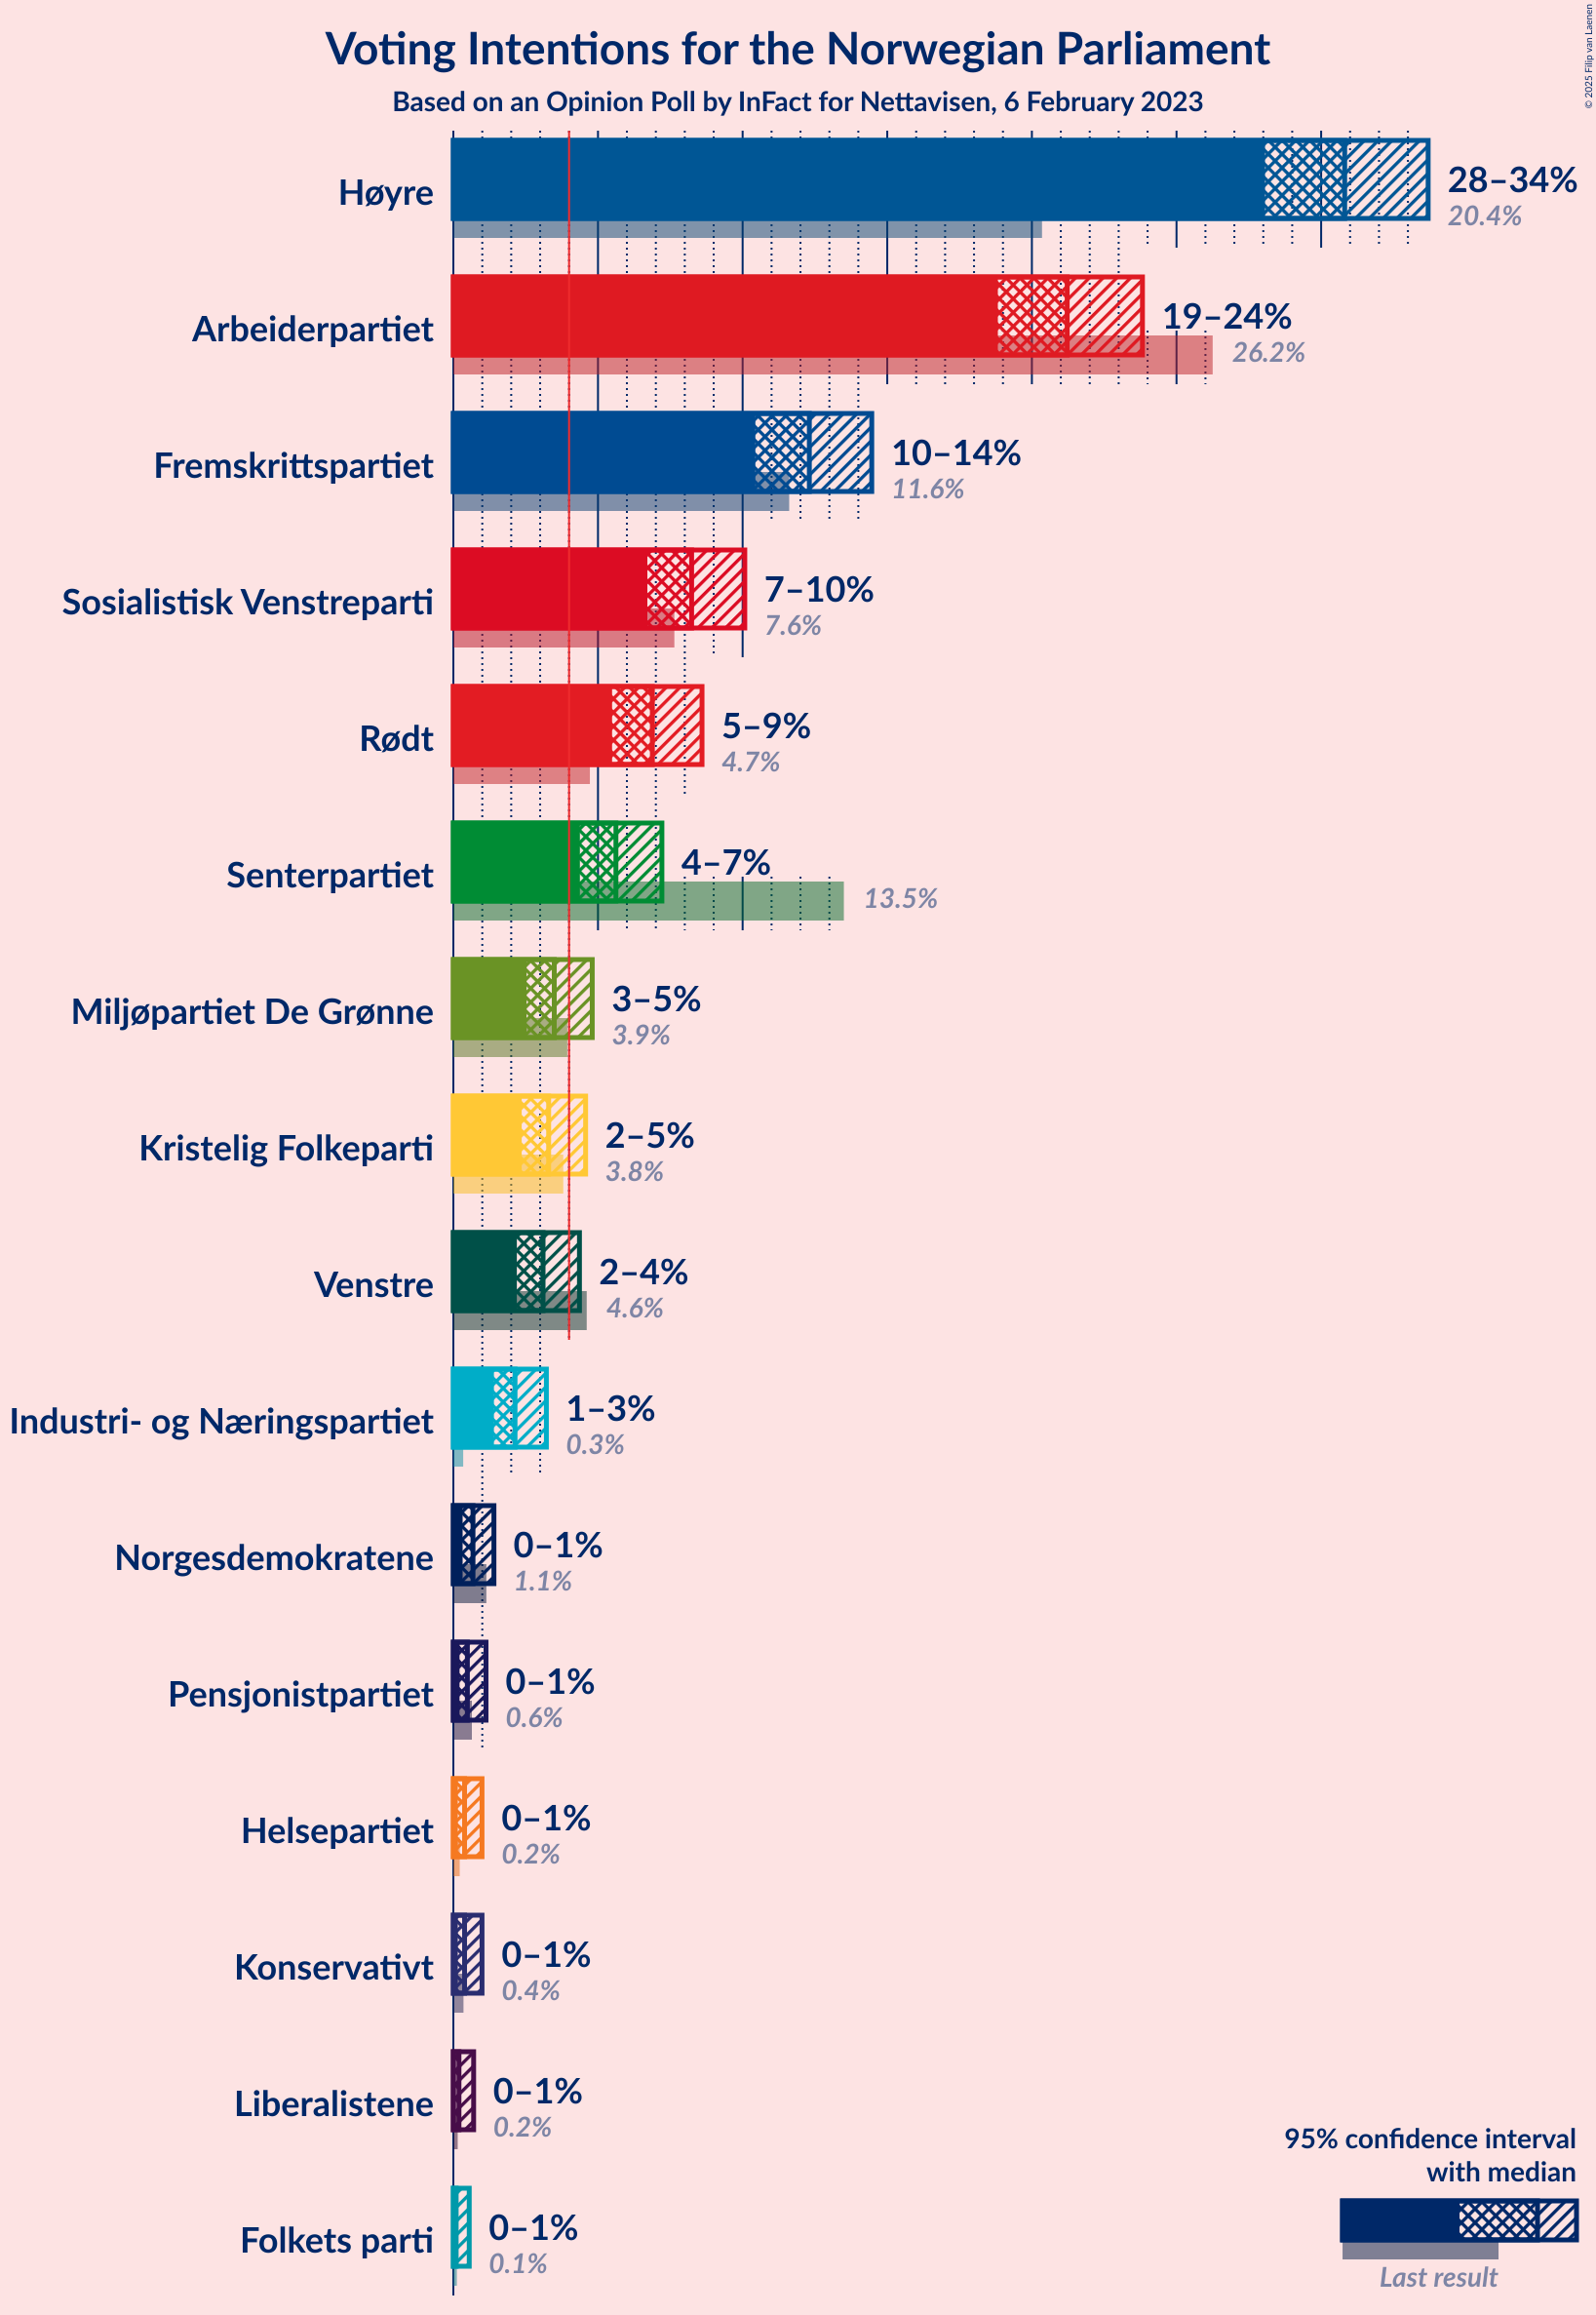 Voting Intentions for the Norwegian Parliament
Based on an Opinion Poll by InFact for Nettavisen, 6 February 2023
© 2025 Filip van Laenen
Høyre
28–34%
20.4%
Arbeiderpartiet
19–24%
26.2%
Fremskrittspartiet
10–14%
11.6%
Sosialistisk Venstreparti
7–10%
7.6%
Rødt
5–9%
4.7%
Senterpartiet
4–7%
13.5%
Miljøpartiet De Grønne
3–5%
3.9%
Kristelig Folkeparti
2–5%
3.8%
Venstre
2–4%
4.6%
Industri- og Næringspartiet
1–3%
0.3%
Norgesdemokratene
0–1%
1.1%
Pensjonistpartiet
0–1%
0.6%
Helsepartiet
0–1%
0.2%
Konservativt
0–1%
0.4%
Liberalistene
0–1%
0.2%
Folkets parti
0–1%
0.1%
95% confidence interval
with median
Last result